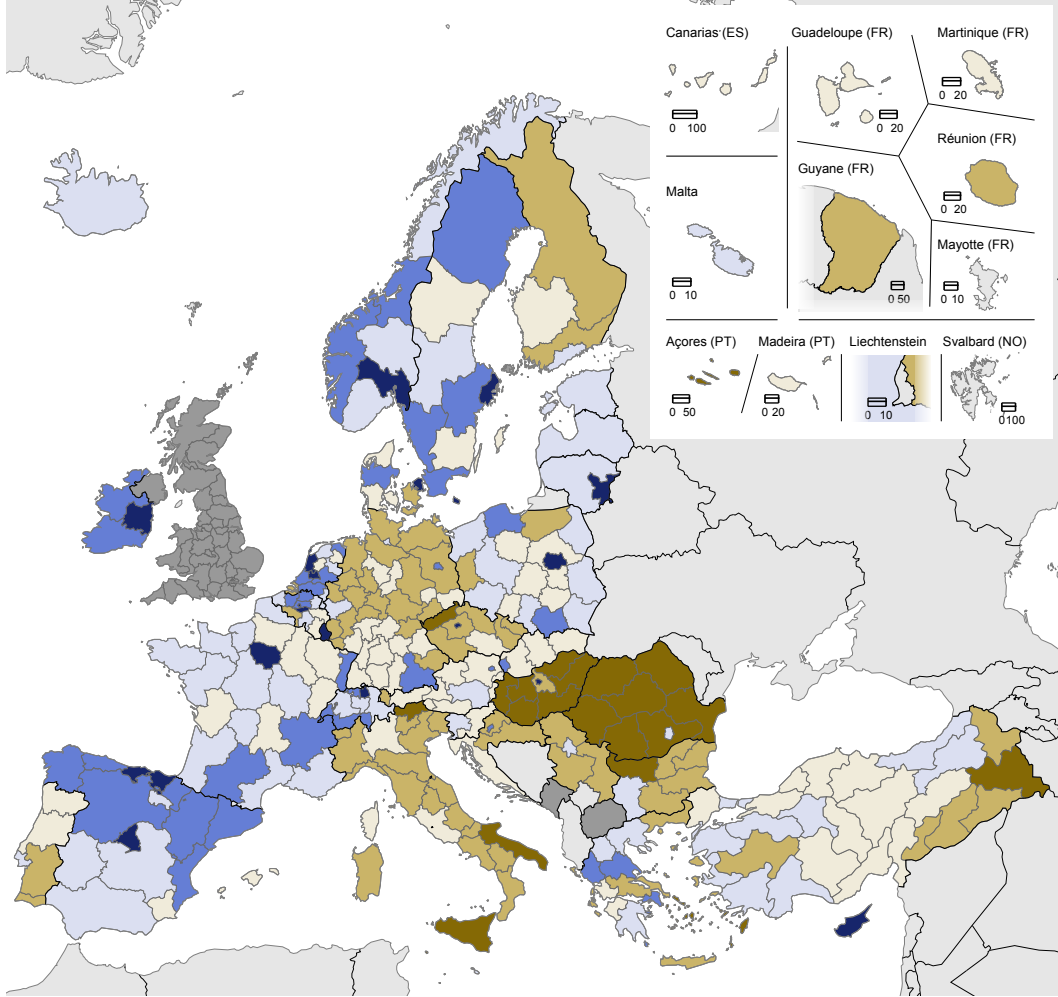 Canarias (ES)
0 100
Guadeloupe (FR)
0 20
Martinique (FR)
0 20
Réunion (FR)
0 20
Guyane (FR)
0 50
Mayotte (FR)
0 10
Malta
0 10
Açores (PT)
0 50
Madeira (PT)
0 20
Liechtenstein
0 10
Svalbard (NO)
0100